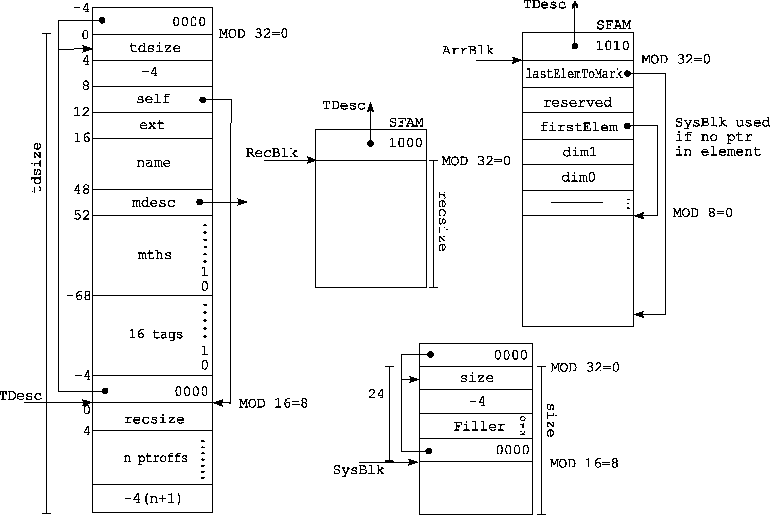 -4
0000
0
MOD 32=0
tdsize
4
-4
8
self
12
ext
16
name
tdsize
48
mdesc
52
mths
1
0
-68
16 tags
1
0
-4
0000
TDesc
MOD 16=8
0
recsize
4
n ptroffs
-4(n+1)
TDesc
SFAM
1000
RecBlk
MOD 32=0
recsize
TDesc
SFAM
1010
ArrBlk
MOD 32=0
lastElemToMark
reserved
firstElem
SysBlk used
if no ptr
in element
dim1
dim0
MOD 8=0
0000
MOD 32=0
size
24
-4
size
Filler
0000
MOD 16=8
SysBlk